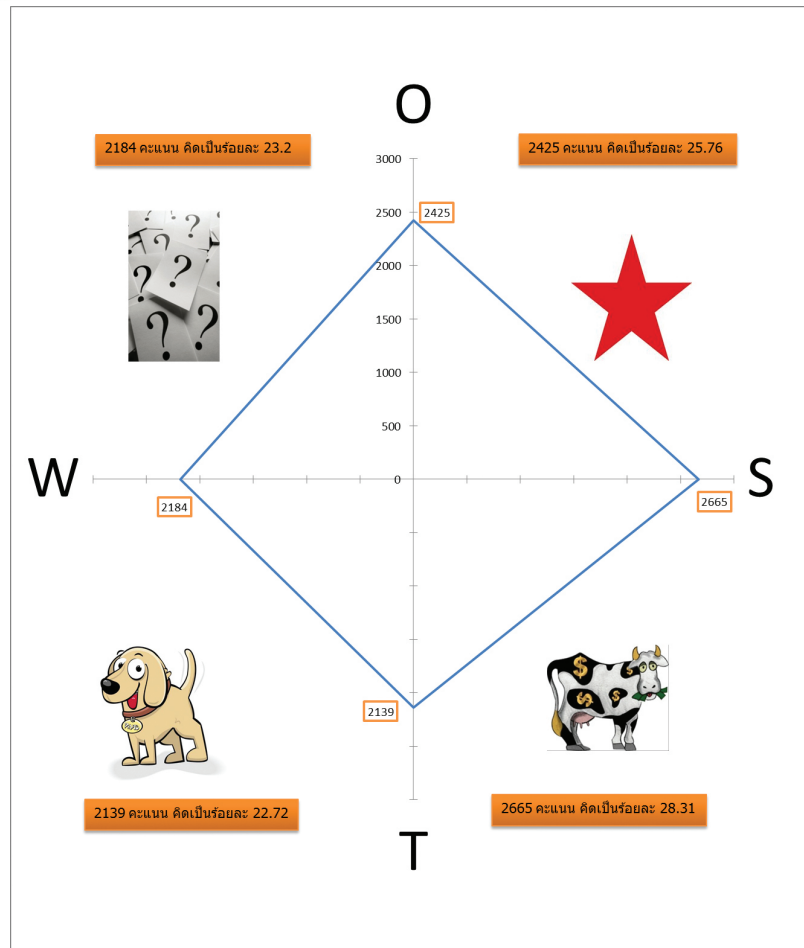 O
2184 คะแนน คิดเป็นร้อยละ 23.2
2425 คะแนน คิดเป็นร้อยละ 25.76
3000
2500
2425
2000
1500
1000
500
0
W
S
2184
2665
2139
? ? ? ?
$ $ $ $
2139 คะแนน คิดเป็นร้อยละ 22.72
2665 คะแนน คิดเป็นร้อยละ 28.31
T